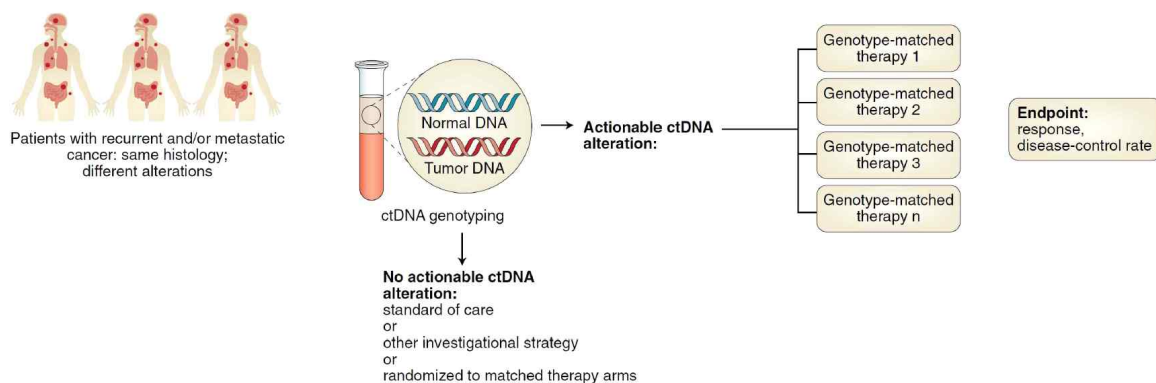 Patients with recurrent and/or metastatic
cancer: same histology;
different alterations
Normal DNA
Tumor DNA
ctDNA genotyping
No actionable ctDNA
alteration:
standard of care
or
other investigational strategy
or
randomized to matched therapy arms
Actionable ctDNA
alteration:
Genotype-matched
therapy 1
Genotype-matched
therapy 2
Genotype-matched
therapy 3
Genotype-matched
therapy n
Endpoint:
response,
disease-control rate